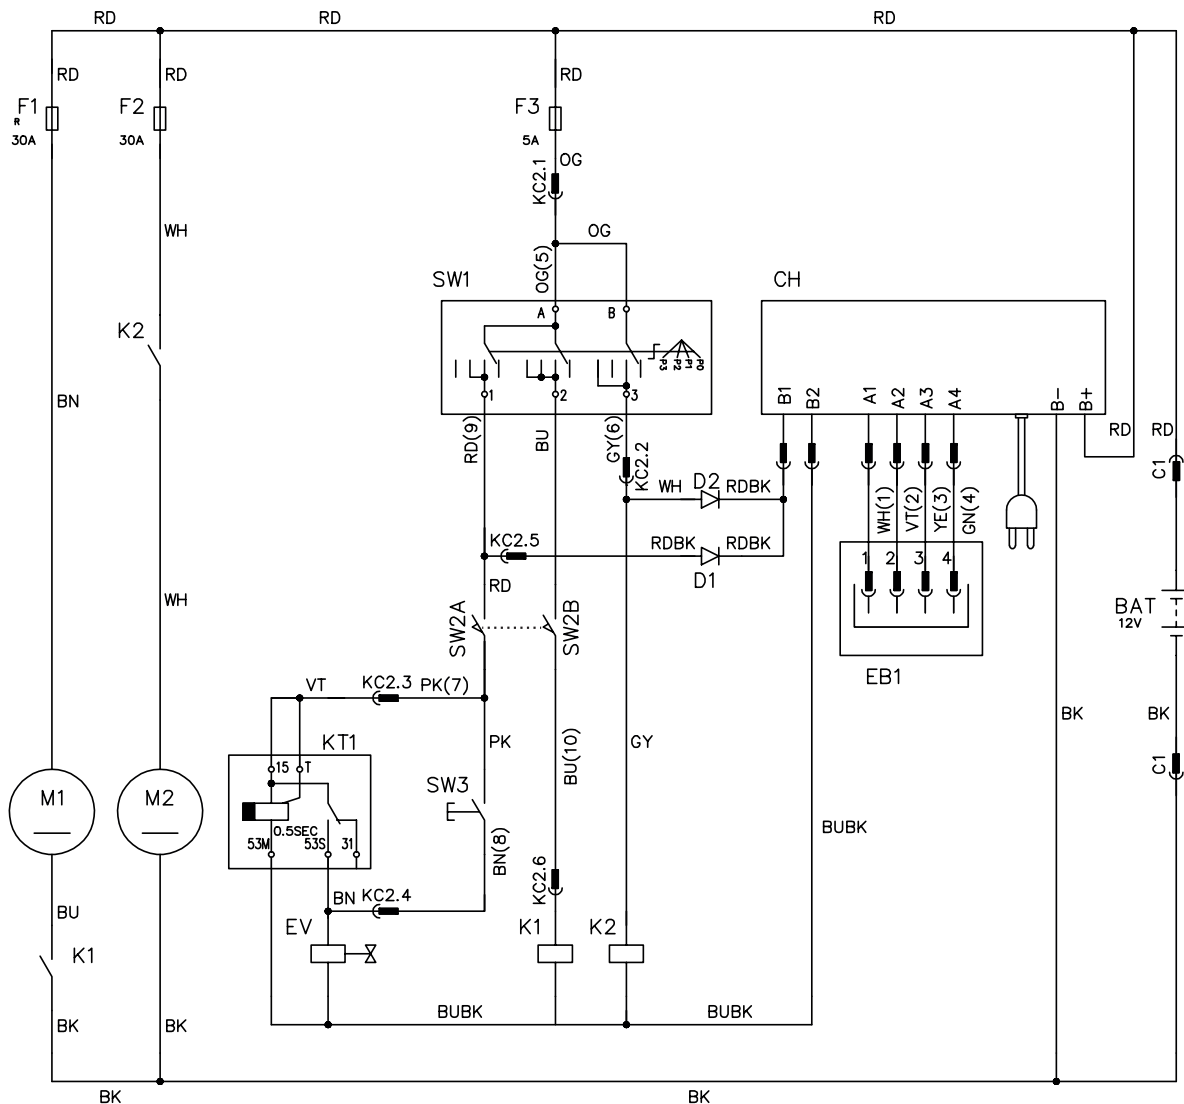 RD RD RD
RD RD RD
F1 F2 F3
R
30A 30A 5A
OG
KC2.1
WH OG
OG(5)
SW1 CH
A B
K2
P3 P2 P1 P0
1 2 3
B1 B2 A1 A2 A3 A4 B- B+
BN
RD(9) BU GY(6) RD RD
KC2.2 C1
WH D2 RDBK
WH(1) VT(2) YE(3) GN(4)
KC2.5 RDBK RDBK
D1
1 2 3 4
RD
WH
SW2A SW2B
BAT
12V
EB1
VT KC2.3 PK(7)
KT1 PK BU(10) GY BK BK
15 T
C1
M1 M2 SW3
0.5SEC
53M 53S 31
BN(8)
BUBK
KC2.6
BN KC2.4
BU
EV K1 K2
K1
BUBK BUBK
BK BK
BK BK